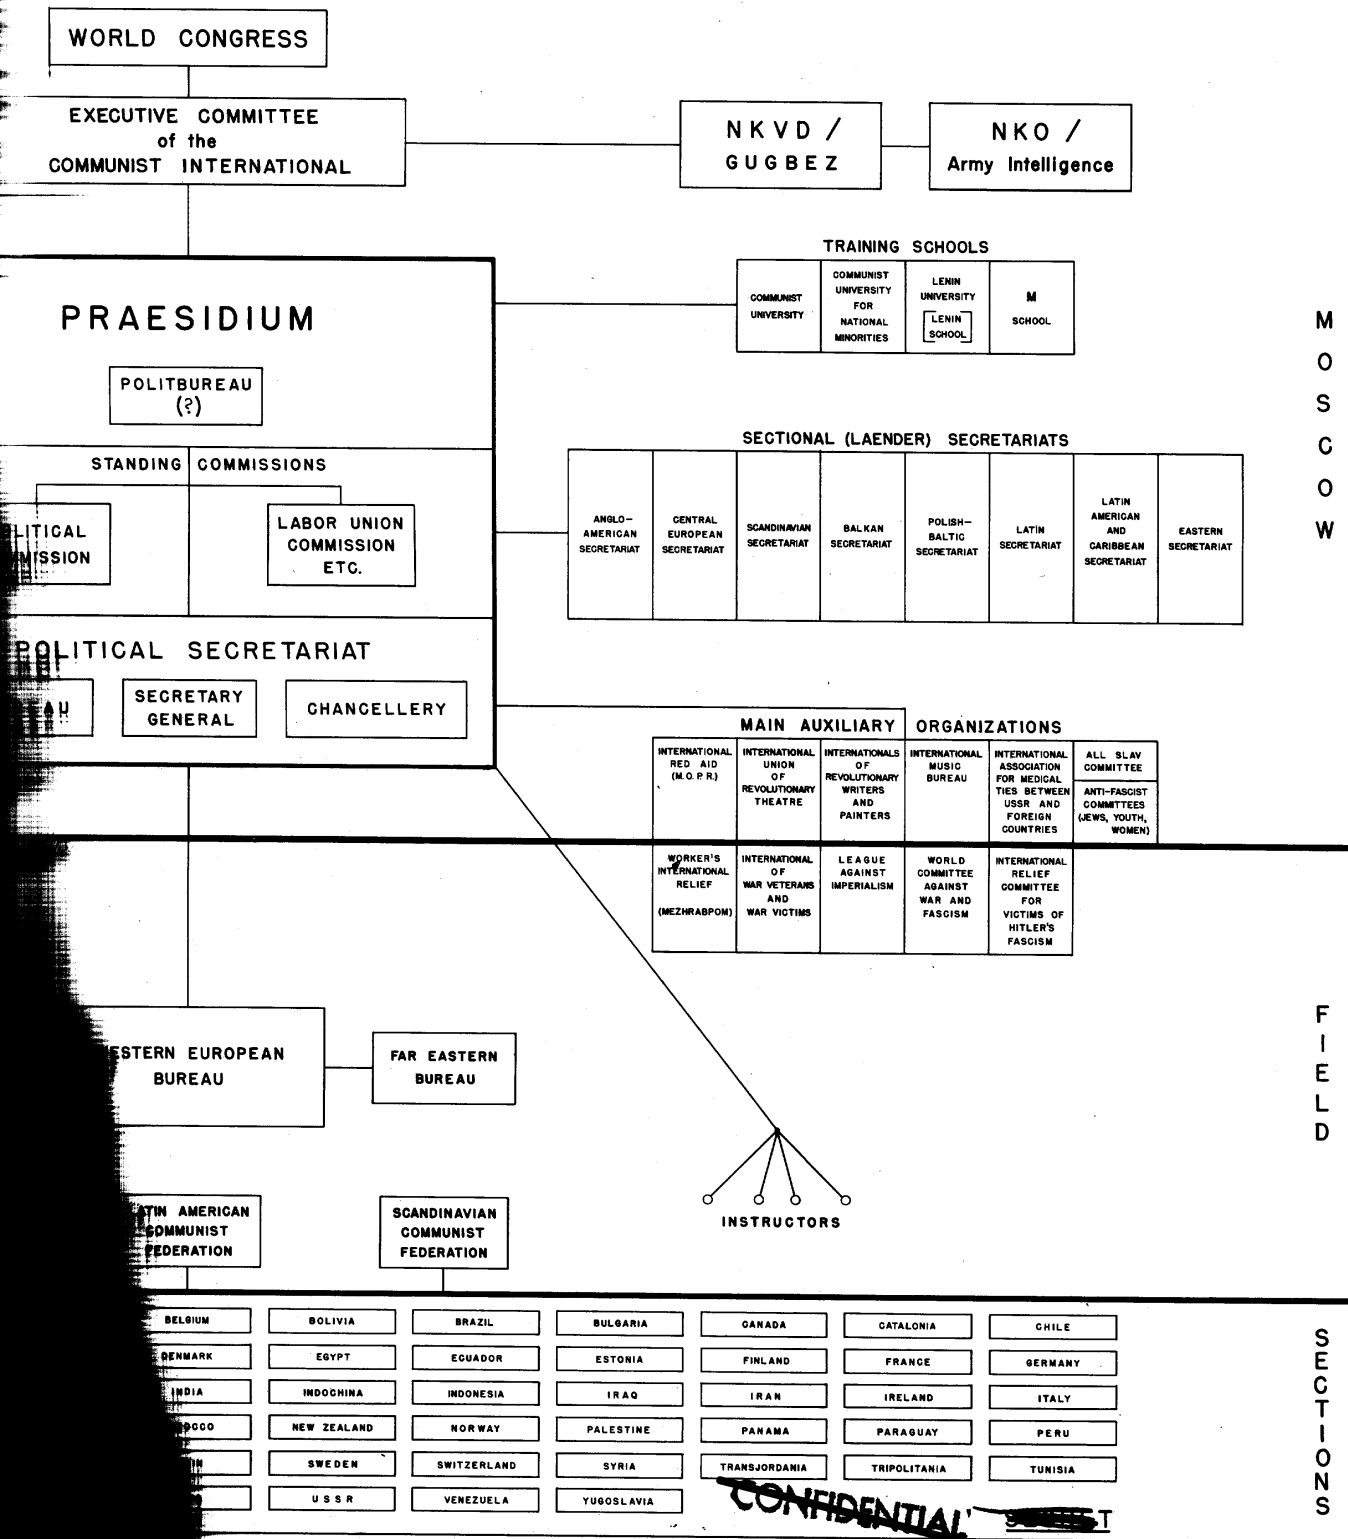 WORLD CONGRESS
EXECUTIVE COMMITTEE
of the
COMMUNIST INTERNATIONAL
NKVD /
GUGBEZ
NKO /
Army Intelligence
TRAINING SCHOOLS
COMMUNIST
UNIVERSITY
COMMUNIST
UNIVERSITY
FOR
NATIONAL
MINORITIES
LENIN
UNIVERSITY
[LENIN
SCHOOL]
M
SCHOOL
MOSCOW
PRAESIDIUM
POLITBUREAU
(?)
STANDING COMMISSIONS
LABOR UNION
COMMISSION
ETC.
SECTIONAL (LAENDER) SECRETARIATS
ANGLO-
AMERICAN
SECRETARIAT
CENTRAL
EUROPEAN
SECRETARIAT
SCANDINAVIAN
SECRETARIAT
BALKAN
SECRETARIAT
POLISH-
BALTIC
SECRETARIAT
LATIN
SECRETARIAT
LATIN
AMERICAN
AND
CARIBBEAN
SECRETARIAT
EASTERN
SECRETARIAT
POLITICAL SECRETARIAT
SECRETARY
GENERAL
CHANCELLERY
MAIN AUXILIARY ORGANIZATIONS
INTERNATIONAL
RED AID
(M.O.P.R.)
INTERNATIONAL
UNION
OF
REVOLUTIONARY
THEATRE
INTERNATIONALS
OF
REVOLUTIONARY
WRITERS
AND
PAINTERS
INTERNATIONAL
MUSIC
BUREAU
INTERNATIONAL
ASSOCIATION
FOR MEDICAL
TIES BETWEEN
USSR AND
FOREIGN
COUNTRIES
ALL SLAV
COMMITTEE
ANTI-FASCIST
COMMITTEES
(JEWS, YOUTH,
WOMEN)
WORKER'S
INTERNATIONAL
RELIEF
(MEZHRABPOM)
INTERNATIONAL
OF
WAR VETERANS
AND
WAR VICTIMS
LEAGUE
AGAINST
IMPERIALISM
WORLD
COMMITTEE
AGAINST
WAR AND
FASCISM
INTERNATIONAL
RELIEF
COMMITTEE
FOR
VICTIMS OF
HITLER'S
FASCISM
FIELD
ESTERN EUROPEAN
BUREAU
FAR EASTERN
BUREAU
INSTRUCTORS
ATIN AMERICAN
COMMUNIST
FEDERATION
SCANDINAVIAN
COMMUNIST
FEDERATION
SECTIONS
BELGIUM BOLIVIA BRAZIL BULGARIA CANADA CATALONIA CHILE
DENMARK EGYPT ECUADOR ESTONIA FINLAND FRANCE GERMANY
INDIA INDOCHINA INDONESIA IRAQ IRAN IRELAND ITALY
NEW ZEALAND NORWAY PALESTINE PANAMA PARAGUAY PERU
SWEDEN SWITZERLAND SYRIA TRANSJORDANIA TRIPOLITANIA TUNISIA
USSR VENEZUELA YUGOSLAVIA
CONFIDENTIAL